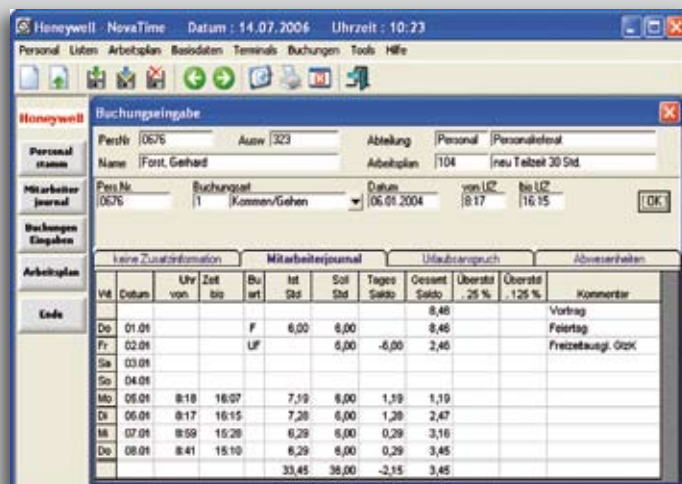 Honeywell - NovaTime Datum : 14.07.2006 Uhrzeit : 10:23
Personal Listen Arbeitsplan Basisdaten Terminals Buchungen Tools Hilfe
Honeywell
Personal stamm
Mitarbeiter journal
Buchungen Eingaben
Arbeitsplan
Ende
Buchungseingabe
PersNr 0676 Ausw 323 Abteilung Personal Personalreferat
Name Forst, Gerhard Arbeitsplan 104 neu Teilzeit 30 Std.
Pers.Nr. Buchungsart Datum von UZ bis UZ
0676 1 Kommen/Gehen 06.01.2004 8:17 16:15 OK
keine Zusatzinformation Mitarbeiterjournal Urlaubsanspruch Abwesenheiten
Uhr Zeit Bu Ist Soll Tages Gesamt Überstd Überstd
Wt Datum von bis art Std Std Saldo Saldo . 25 % . 125 % Kommentar
8,46 Vortrag
Do 01.01 F 6,00 6,00 8,46 Feiertag
Fr 02.01 UF 6,00 -6,00 2,46 Freizeitausgl. GlzK
Sa 03.01
So 04.01
Mo 05.01 8:18 16:07 7,19 6,00 1,19 1,19
Di 06.01 8:17 16:15 7,28 6,00 1,28 2,47
Mi 07.01 8:59 15:28 6,29 6,00 0,29 3,16
Do 08.01 8:41 15:10 6,29 6,00 0,29 3,45
33,45 36,00 -2,15 3,45